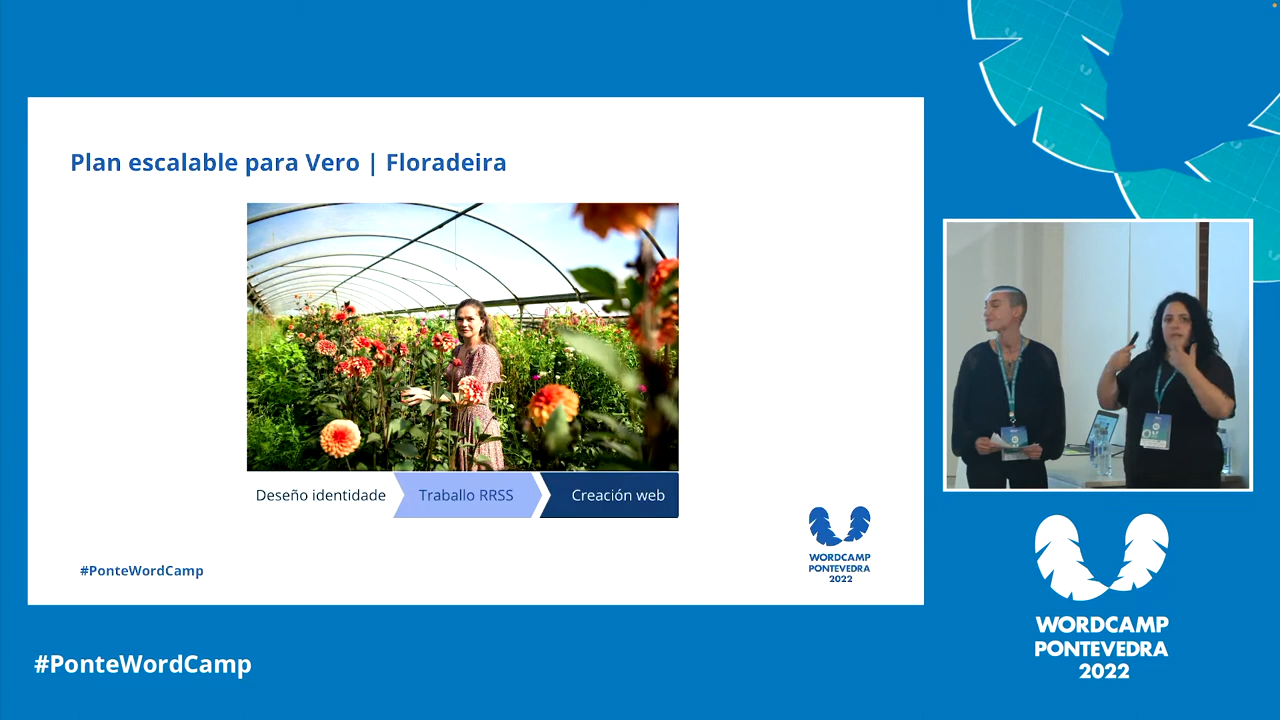 Plan escalable para Vero | Floradeira
Deseño identidade
Traballo RRSS
Creación web
#PonteWordCamp
WORDCAMP
PONTEVEDRA
2022
#PonteWordCamp
WORDCAMP
PONTEVEDRA
2022